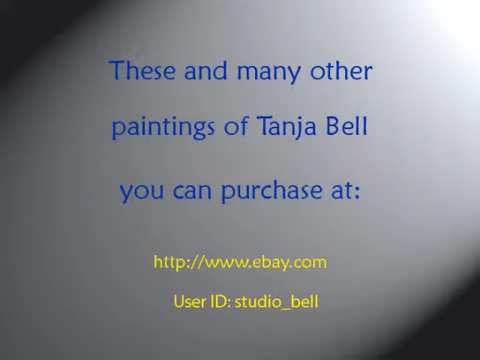 These and many other
paintings of Tanja Bell
you can purchase at:
http://www.ebay.com
User ID: studio_bell